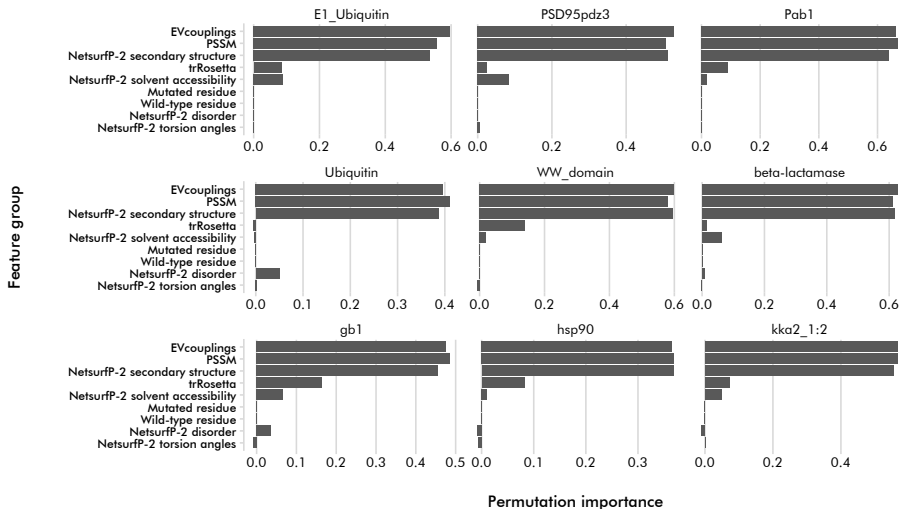 E1_Ubiquitin PSD95pdz3 Pab1
EVcouplings
PSSM
NetsurfP-2 secondary structure
trRosetta
NetsurfP-2 solvent accessibility
Mutated residue
Wild-type residue
NetsurfP-2 disorder
NetsurfP-2 torsion angles
0.0 0.2 0.4 0.6 0.0 0.2 0.4 0.0 0.2 0.4 0.6
Ubiquitin WW_domain beta-lactamase
EVcouplings
PSSM
NetsurfP-2 secondary structure
trRosetta
NetsurfP-2 solvent accessibility
Mutated residue
Wild-type residue
NetsurfP-2 disorder
NetsurfP-2 torsion angles
0.0 0.1 0.2 0.3 0.4 0.0 0.2 0.4 0.6 0.0 0.2 0.4 0.6
Feature group
gb1 hsp90 kka2_1:2
EVcouplings
PSSM
NetsurfP-2 secondary structure
trRosetta
NetsurfP-2 solvent accessibility
Mutated residue
Wild-type residue
NetsurfP-2 disorder
NetsurfP-2 torsion angles
0.0 0.1 0.2 0.3 0.4 0.5 0.0 0.1 0.2 0.3 0.0 0.2 0.4
Permutation importance